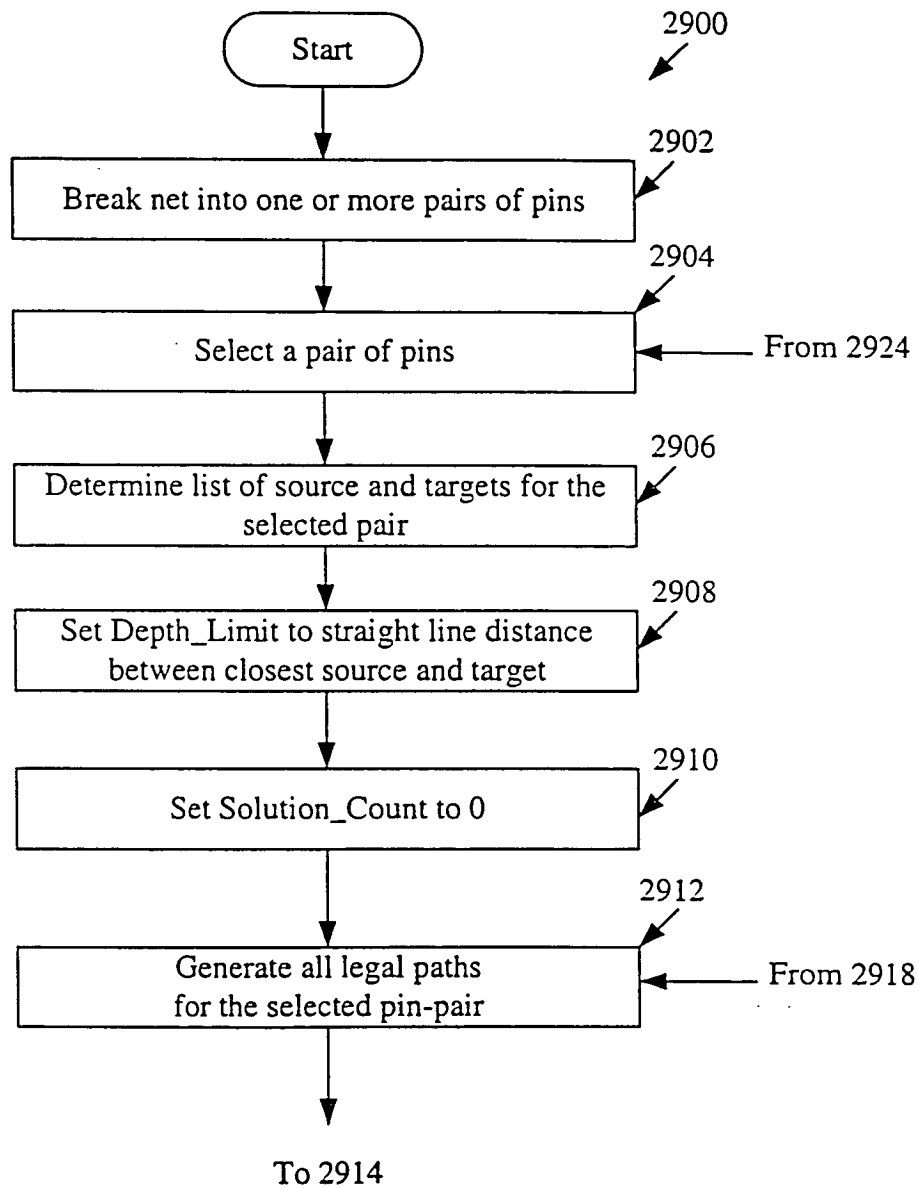 Start
2900
2902
Break net into one or more pairs of pins
2904
Select a pair of pins
From 2924
2906
Determine list of source and targets for the
selected pair
2908
Set Depth_Limit to straight line distance
between closest source and target
2910
Set Solution_Count to 0
2912
Generate all legal paths
for the selected pin-pair
From 2918
To 2914